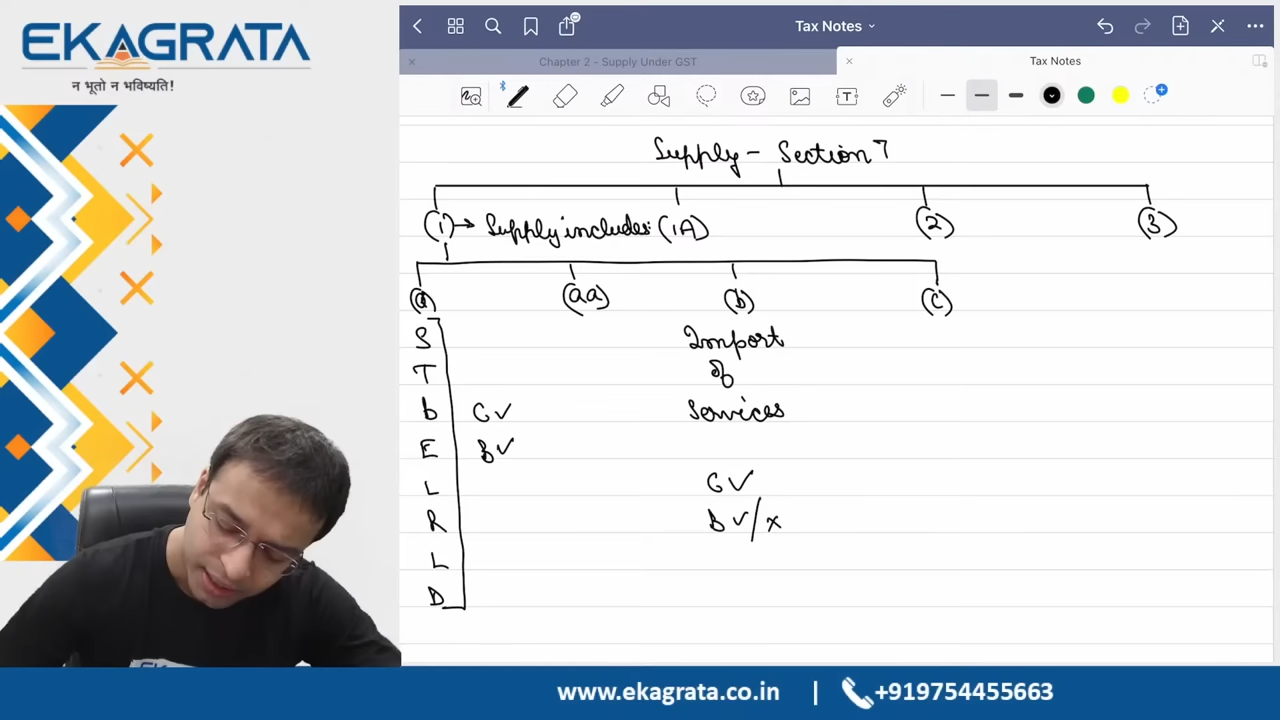 EKAGRATA
न भूतो न भविष्यति!
Tax Notes
Chapter 2 - Supply Under GST
Tax Notes
T
Supply - Section 7
(1) → Supply includes: (1A) (2) (3)
(a) (aa) (b) (c)
S Import
T of
b C✓ Services
E B✓
L C✓
R B✓/×
L
D
EKAGRATA
www.ekagrata.co.in | +919754455663